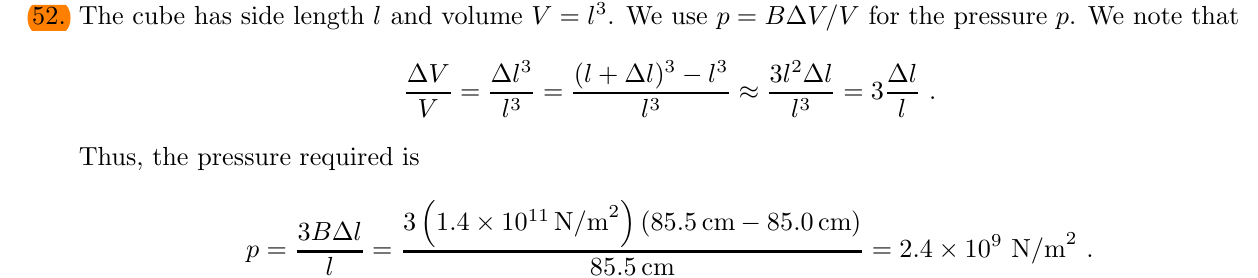 52. The cube has side length l and volume V = l³. We use p = BΔV/V for the pressure p. We note that
ΔV/V = Δl³/l³ = ((l + Δl)³ − l³)/l³ ≈ 3l²Δl/l³ = 3 Δl/l .
Thus, the pressure required is
p = 3BΔl/l = 3 (1.4 × 10¹¹ N/m²) (85.5 cm − 85.0 cm)/85.5 cm = 2.4 × 10⁹ N/m² .